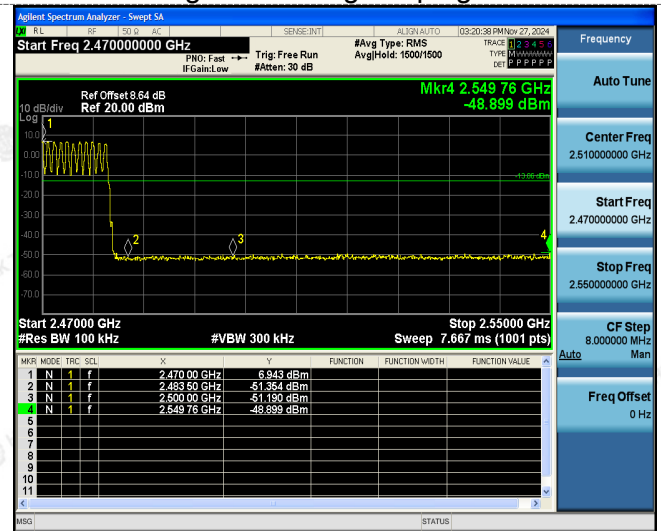 Agilent Spectrum Analyzer - Swept SA
LXI RL RF 50 Ω AC SENSE:INT ALIGN AUTO 03:20:38 PM Nov 27, 2024
Start Freq 2.470000000 GHz #Avg Type: RMS TRACE 1 2 3 4 5 6 Frequency
PNO: Fast Trig: Free Run Avg|Hold: 1500/1500 TYPE M W W W W W
IFGain:Low #Atten: 30 dB DET P P P P P P
Auto Tune
Mkr4 2.549 76 GHz
Ref Offset 8.64 dB -48.899 dBm
10 dB/div Ref 20.00 dBm
Log
1
10.0
0.00
-10.0
-13.06 dBm
-20.0
-30.0
-40.0
2 3 4
-50.0
-60.0
-70.0
Center Freq
2.510000000 GHz
Start Freq
2.470000000 GHz
Stop Freq
2.550000000 GHz
Start 2.47000 GHz Stop 2.55000 GHz
#Res BW 100 kHz #VBW 300 kHz Sweep 7.667 ms (1001 pts)
CF Step
8.000000 MHz
Auto Man
MKR MODE TRC SCL X Y FUNCTION FUNCTION WIDTH FUNCTION VALUE
1 N 1 f 2.470 00 GHz 6.943 dBm
2 N 1 f 2.483 50 GHz -51.354 dBm
3 N 1 f 2.500 00 GHz -51.190 dBm
4 N 1 f 2.549 76 GHz -48.899 dBm
5
6
7
8
9
10
11
Freq Offset
0 Hz
MSG STATUS